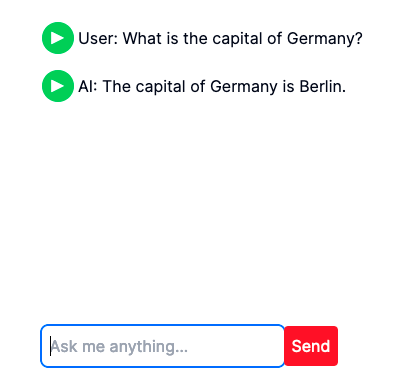 User: What is the capital of Germany?
AI: The capital of Germany is Berlin.
Ask me anything...
Send